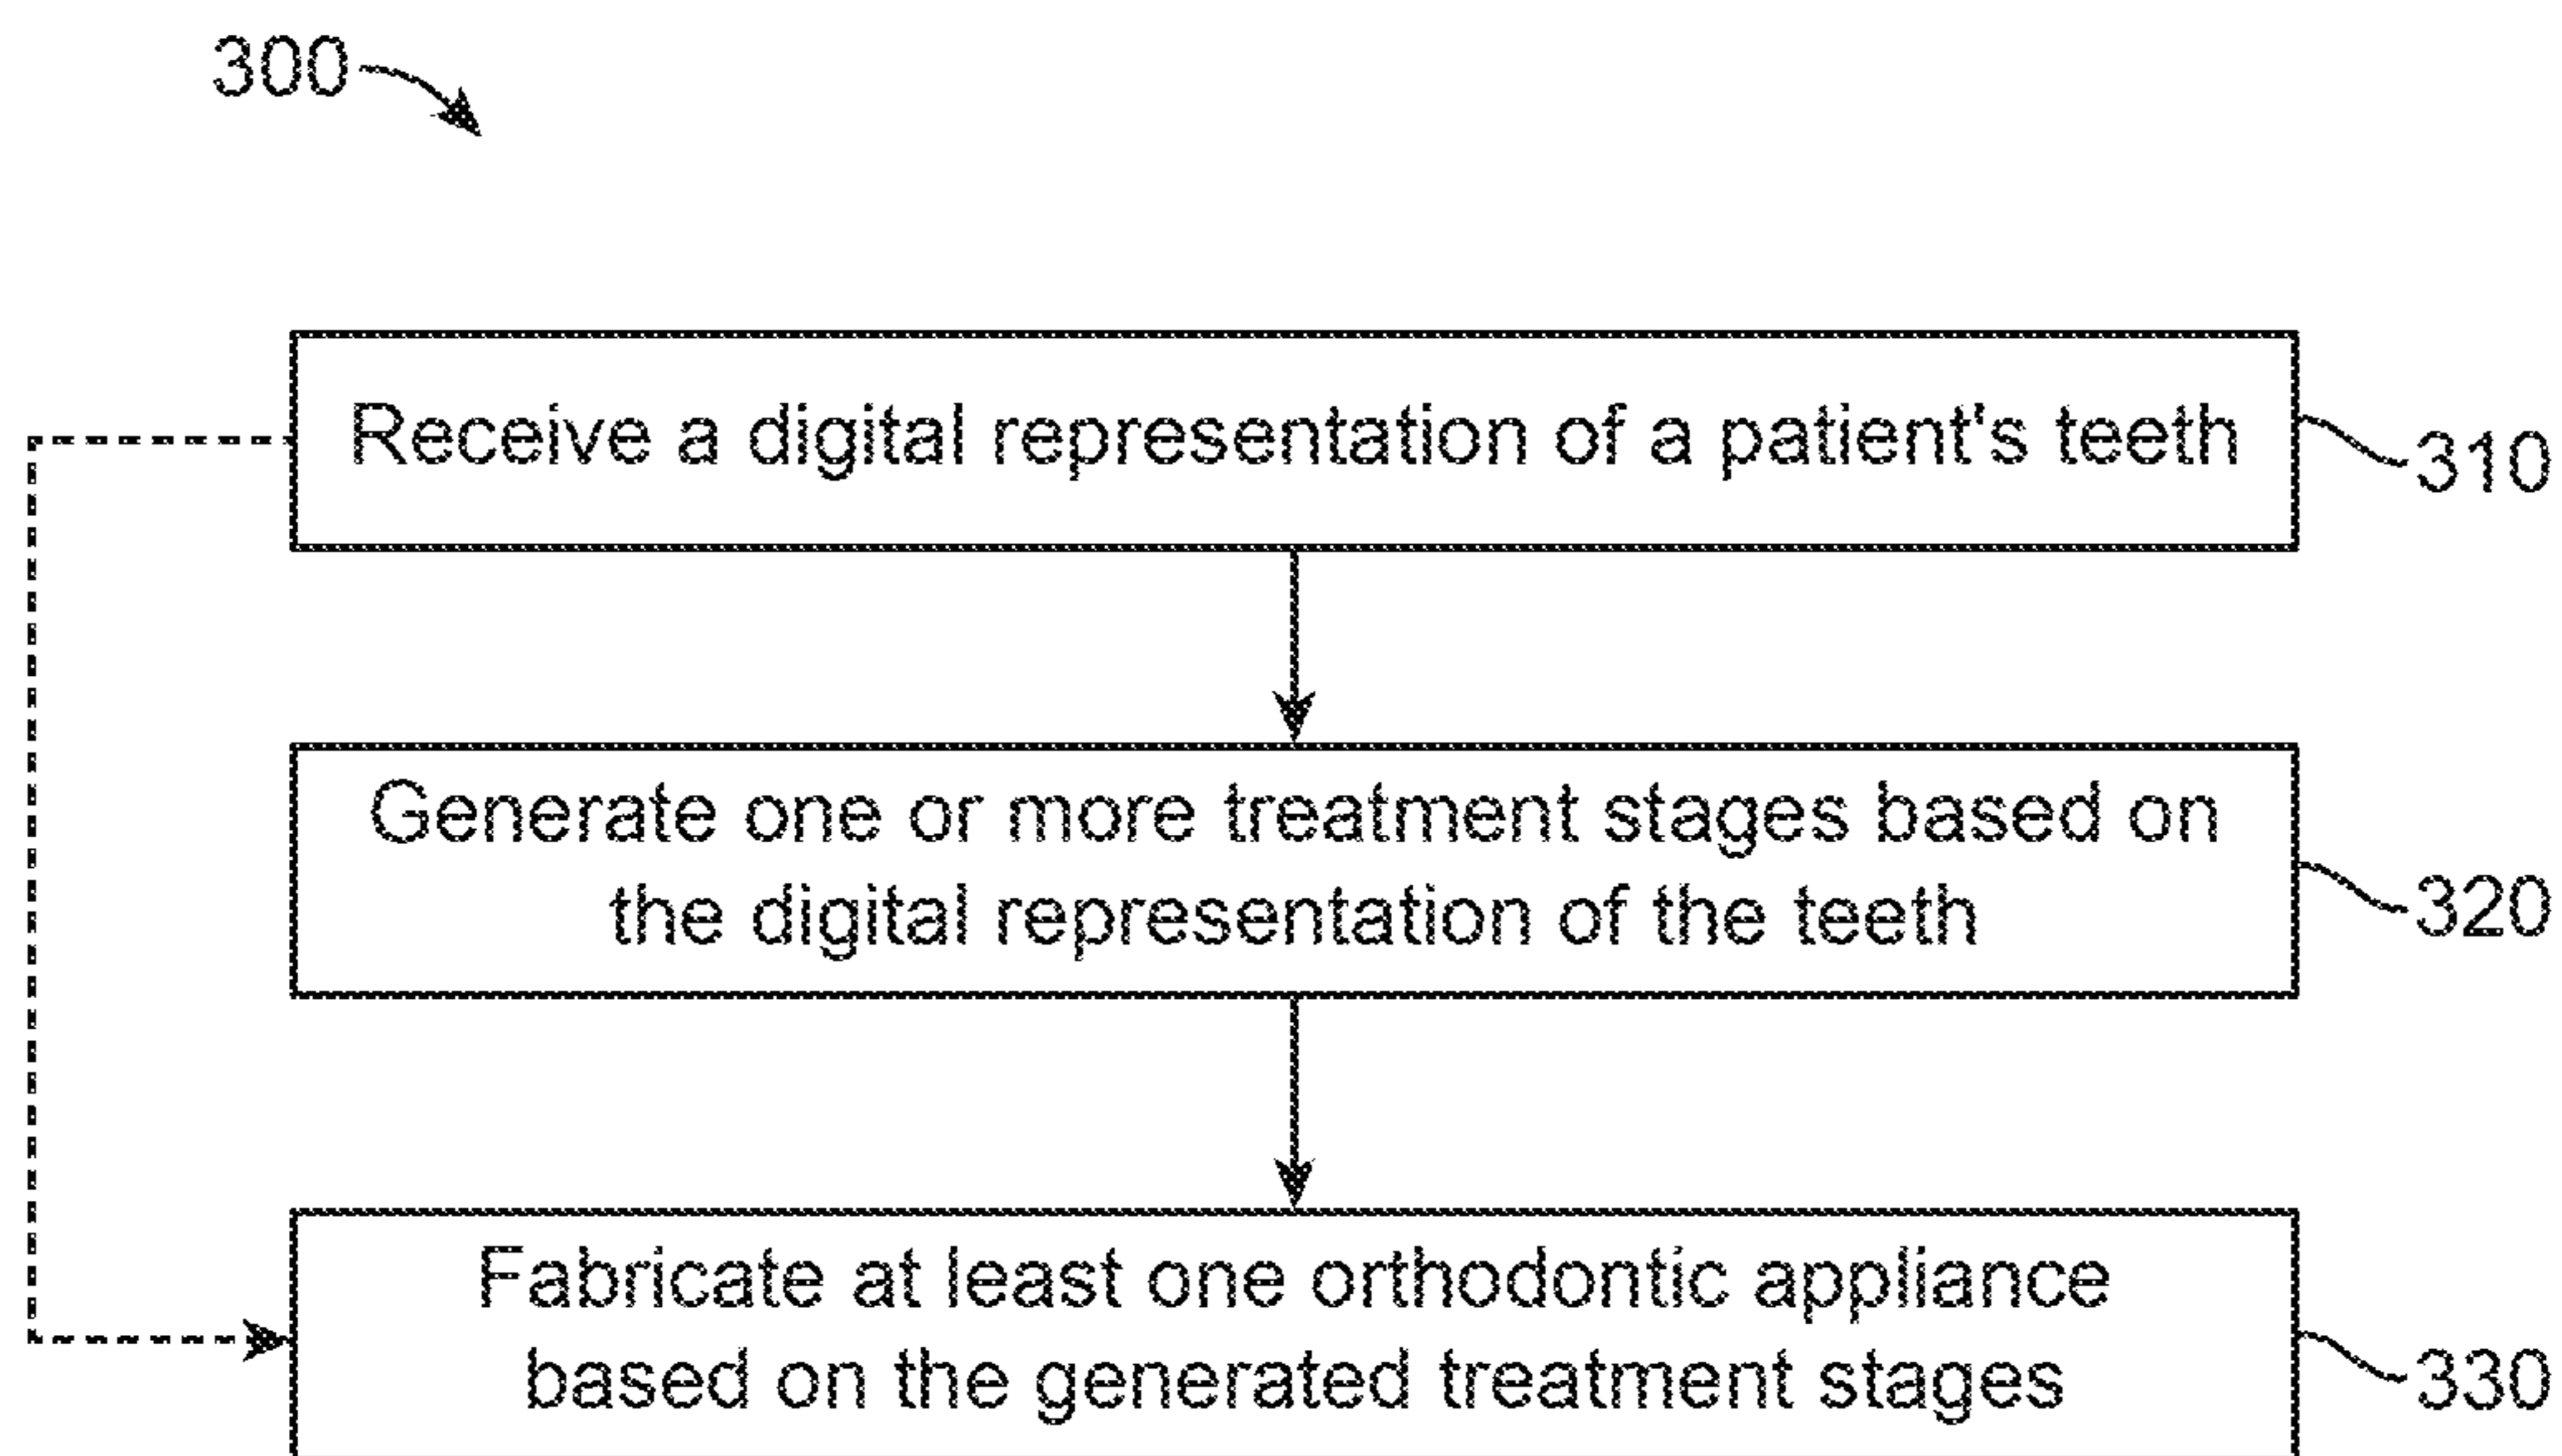 300
Receive a digital representation of a patient's teeth
310
Generate one or more treatment stages based on
the digital representation of the teeth
320
Fabricate at least one orthodontic appliance
based on the generated treatment stages
330